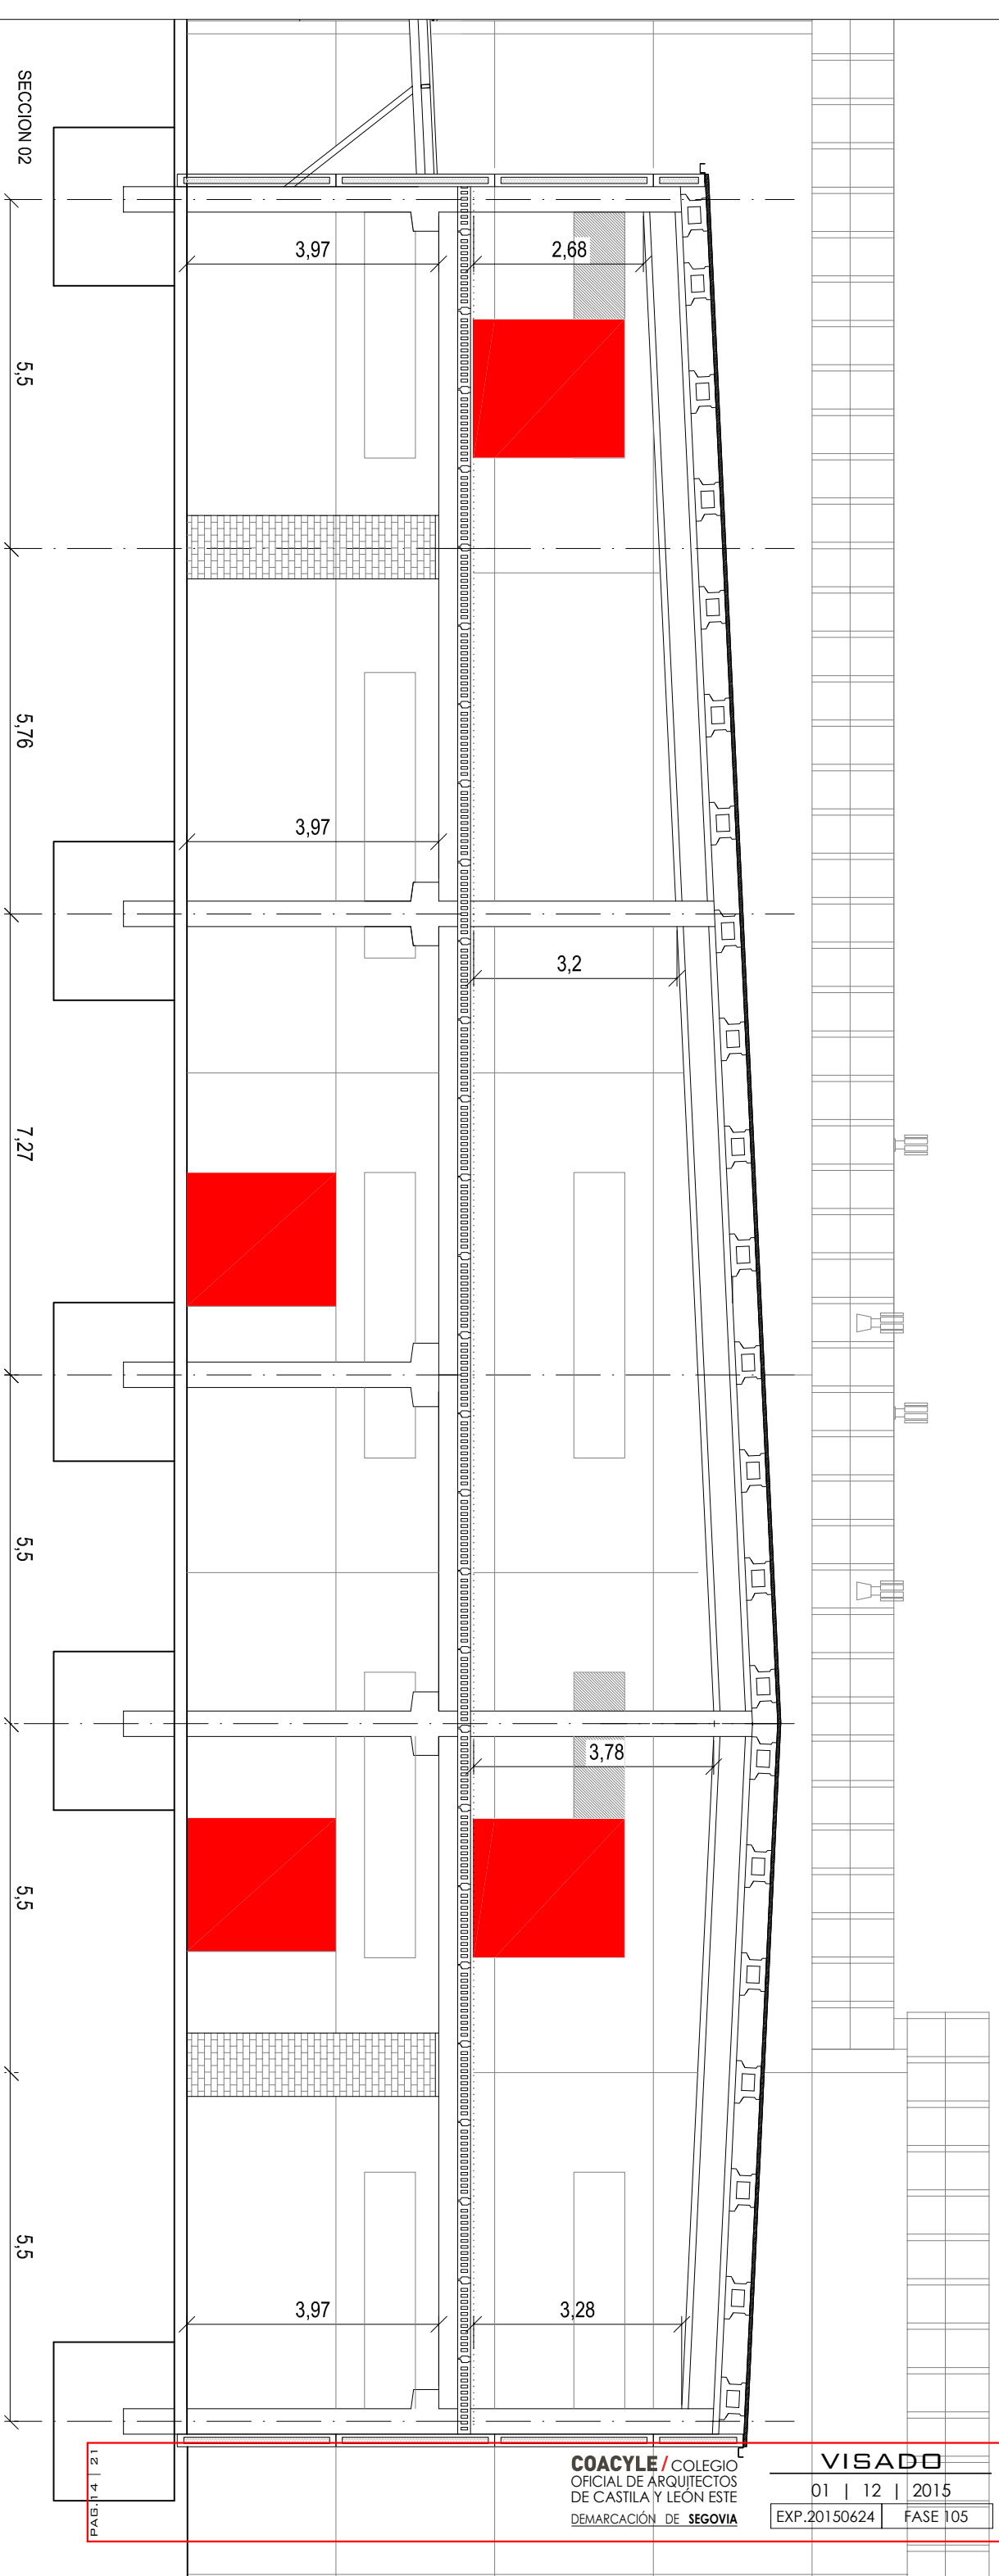 SECCION 02
5,5
5,76
7,27
5,5
5,5
5,5
3,97
2,68
3,97
3,2
3,78
3,97
3,28
PAG.14 | 21
COACYLE / COLEGIO
OFICIAL DE ARQUITECTOS
DE CASTILA Y LEÓN ESTE
DEMARCACIÓN DE SEGOVIA
VISADO
01 | 12 | 2015
EXP.20150624
FASE 105